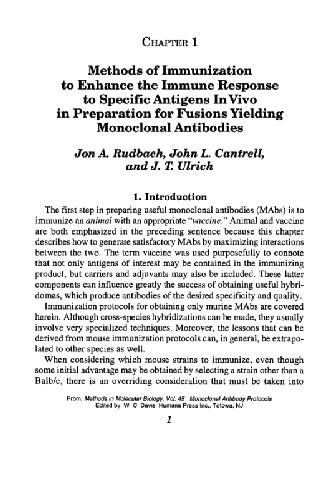 CHAPTER 1
Methods of Immunization
to Enhance the Immune Response
to Specific Antigens In Vivo
in Preparation for Fusions Yielding
Monoclonal Antibodies
Jon A. Rudbach, John L. Cantrell,
and J. T. Ulrich
1. Introduction
The first step in preparing useful monoclonal antibodies (MAbs) is to
immunize an animal with an appropriate "vaccine." Animal and vaccine
are both emphasized in the preceding sentence because this chapter
describes how to generate satisfactory MAbs by maximizing interactions
between the two. The term vaccine was used purposefully to connote
that not only antigens of interest may be contained in the immunizing
product, but carriers and adjuvants may also be included. These latter
components can influence greatly the success of obtaining useful hybri-
domas, which produce antibodies of the desired specificity and quality.
Immunization protocols for obtaining only murine MAbs are covered
herein. Although cross-species hybridizations can be made, they usually
involve very specialized techniques. Moreover, the lessons that can be
derived from mouse immunization protocols can, in general, be extrapo-
lated to other species as well.
When considering which mouse strains to immunize, even though
some initial advantage may be obtained by selecting a strain other than a
Balb/c, there is an overriding consideration that must be taken into
From Methods in Molecular Biology, Vol. 45 Monoclonal Antibody Protocols
Edited by W C Davis Humana Press Inc., Totowa, NJ
1